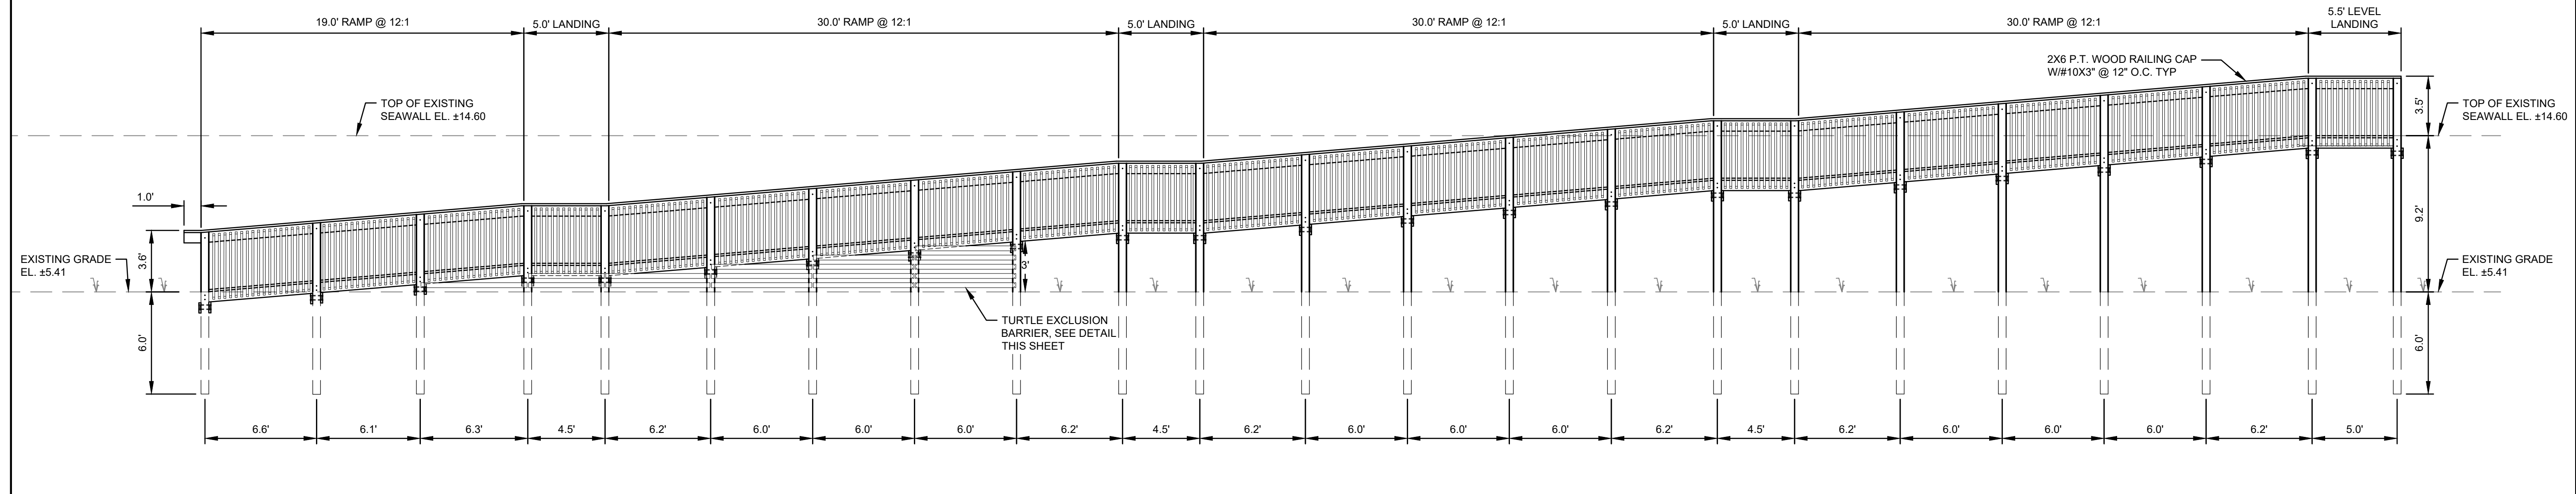 19.0' RAMP @ 12:1
5.0' LANDING
30.0' RAMP @ 12:1
5.0' LANDING
30.0' RAMP @ 12:1
5.0' LANDING
30.0' RAMP @ 12:1
5.5' LEVEL
LANDING
2X6 P.T. WOOD RAILING CAP
W/#10X3" @ 12" O.C. TYP
TOP OF EXISTING
SEAWALL EL. ±14.60
3.5'
TOP OF EXISTING
SEAWALL EL. ±14.60
1.0'
3.6'
EXISTING GRADE
EL. ±5.41
3'
9.2'
EXISTING GRADE
EL. ±5.41
TURTLE EXCLUSION
BARRIER, SEE DETAIL
THIS SHEET
6.0'
6.0'
6.6'
6.1'
6.3'
4.5'
6.2'
6.0'
6.0'
6.0'
6.2'
4.5'
6.2'
6.0'
6.0'
6.0'
6.2'
4.5'
6.2'
6.0'
6.0'
6.0'
6.2'
5.0'